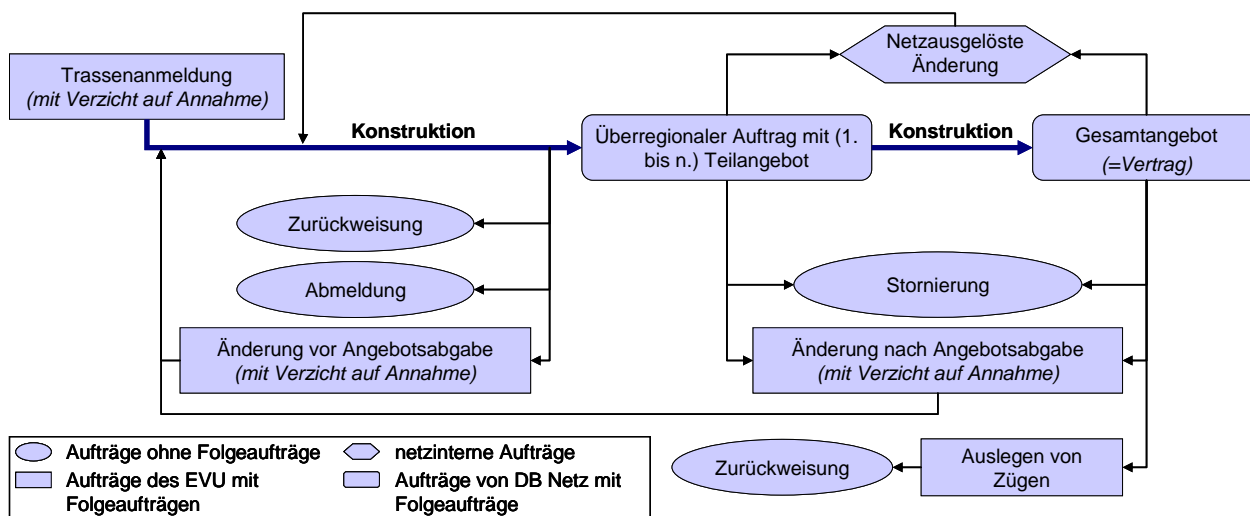 Netzausgelöste
Änderung
Trassenanmeldung
(mit Verzicht auf Annahme)
Konstruktion
Überregionaler Auftrag mit (1.
bis n.) Teilangebot
Konstruktion
Gesamtangebot
(=Vertrag)
Zurückweisung
Abmeldung
Stornierung
Änderung vor Angebotsabgabe
(mit Verzicht auf Annahme)
Änderung nach Angebotsabgabe
(mit Verzicht auf Annahme)
Zurückweisung
Auslegen von
Zügen
Aufträge ohne Folgeaufträge
netzinterne Aufträge
Aufträge des EVU mit
Folgeaufträgen
Aufträge von DB Netz mit
Folgeaufträge